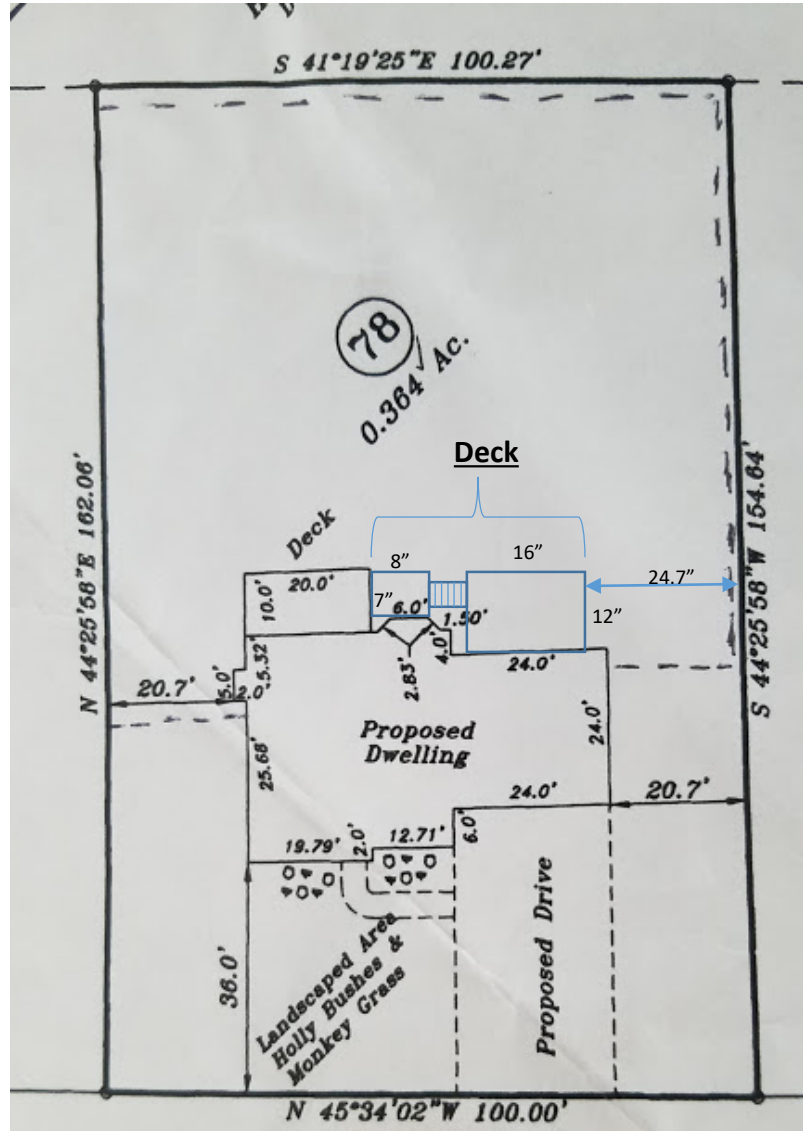 S 41°19'25"E 100.27'
78
0.364 Ac.
N 44°25'58"E 162.06'
S 44°25'58"W 154.64'
Deck
Deck
8”
16”
24.7”
20.0'
10.0'
7”
12”
6.0'
1.50'
4.0'
2.83'
24.0'
5.32'
5.0'
2.0'
20.7'
Proposed
Dwelling
24.0'
25.68'
24.0'
20.7'
6.0'
19.79'
2.0'
12.71'
36.0'
Landscaped Area
Holly Bushes &
Monkey Grass
Proposed Drive
N 45°34'02"W 100.00'